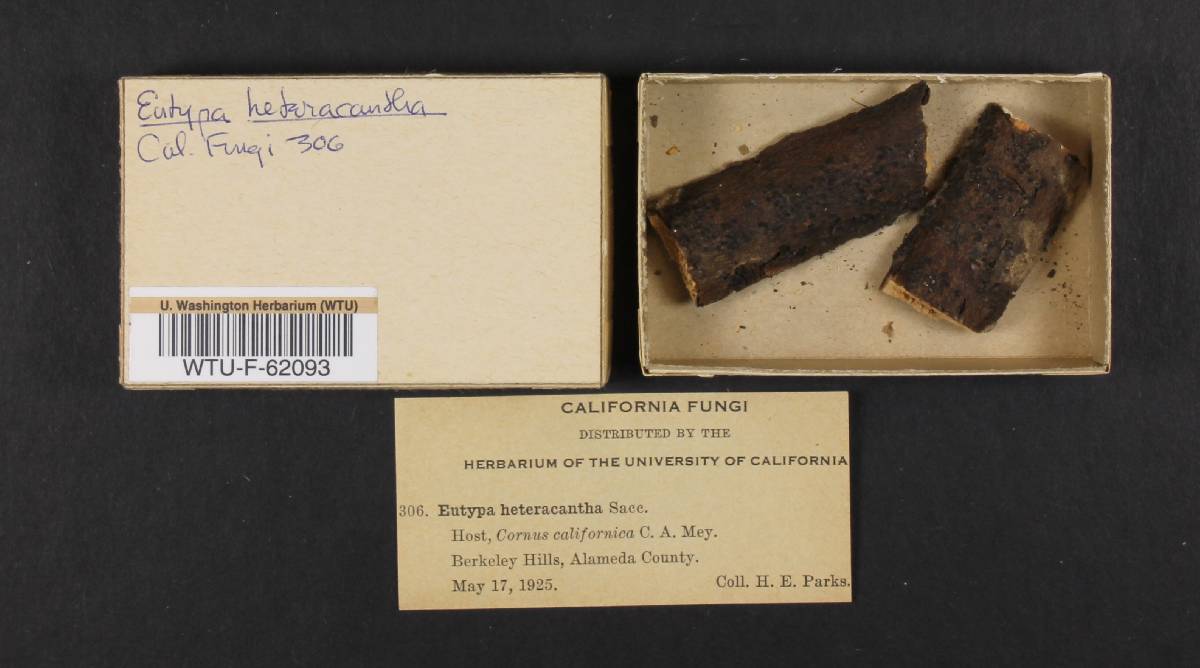 Eutypa heteracantha
Cal. Fungi 306
U. Washington Herbarium (WTU)
WTU-F-62093
CALIFORNIA FUNGI
DISTRIBUTED BY THE
HERBARIUM OF THE UNIVERSITY OF CALIFORNIA
306. Eutypa heteracantha Sacc.
Host, Cornus californica C. A. Mey.
Berkeley Hills, Alameda County.
May 17, 1925. Coll. H. E. Parks.